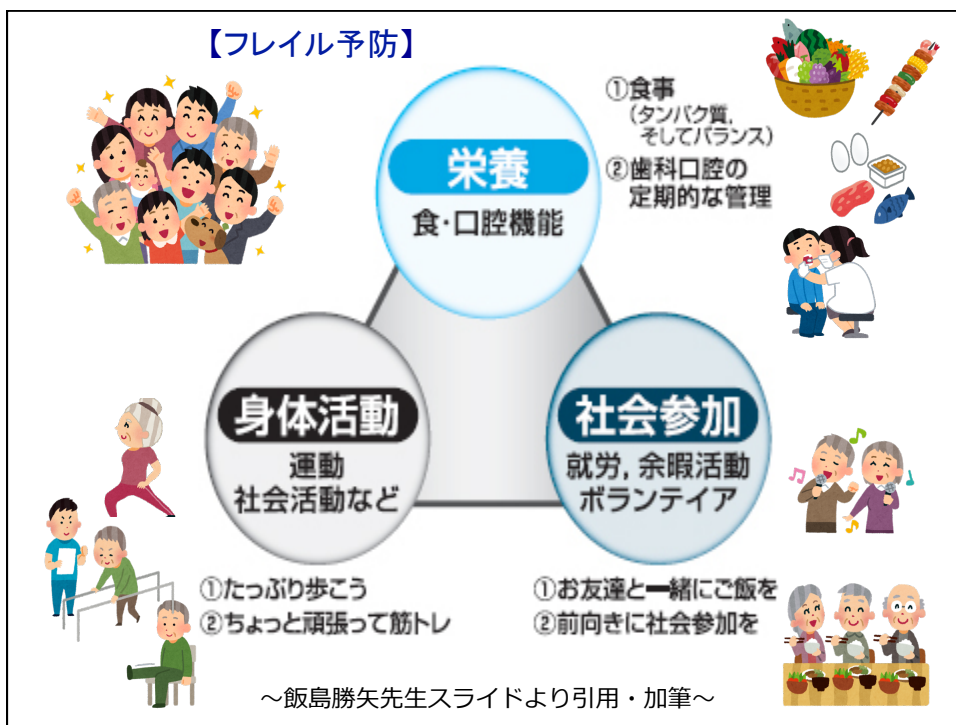 【フレイル予防】
栄養
食・口腔機能
①食事
(タンパク質,
そしてバランス)
②歯科口腔の
定期的な管理
身体活動
運動
社会活動など
①たっぷり歩こう
②ちょっと頑張って筋トレ
社会参加
就労, 余暇活動
ボランテイア
①お友達と一緒にご飯を
②前向きに社会参加を
～飯島勝矢先生スライドより引用・加筆～